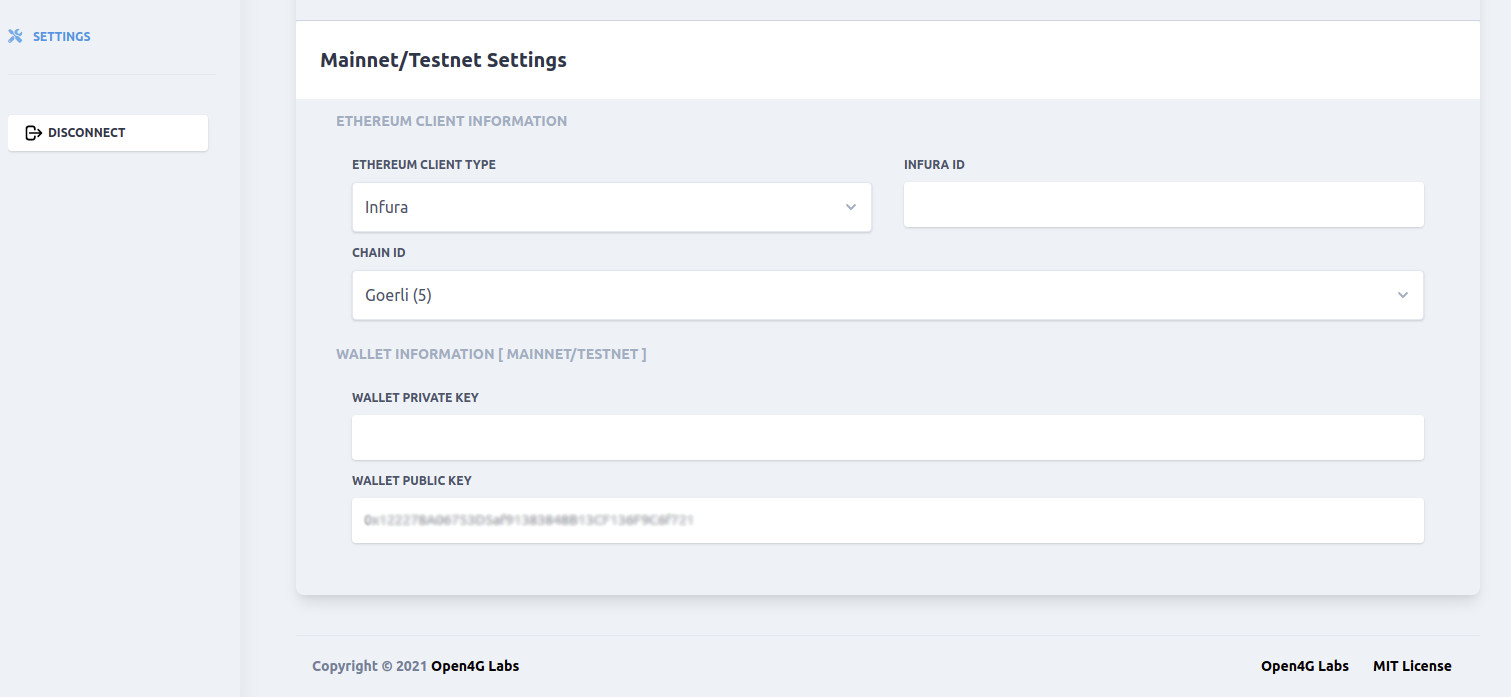 SETTINGS
DISCONNECT
Mainnet/Testnet Settings
ETHEREUM CLIENT INFORMATION
ETHEREUM CLIENT TYPE
INFURA ID
Infura
CHAIN ID
Goerli (5)
WALLET INFORMATION [ MAINNET/TESTNET ]
WALLET PRIVATE KEY
WALLET PUBLIC KEY
Copyright © 2021 Open4G Labs
Open4G Labs
MIT License